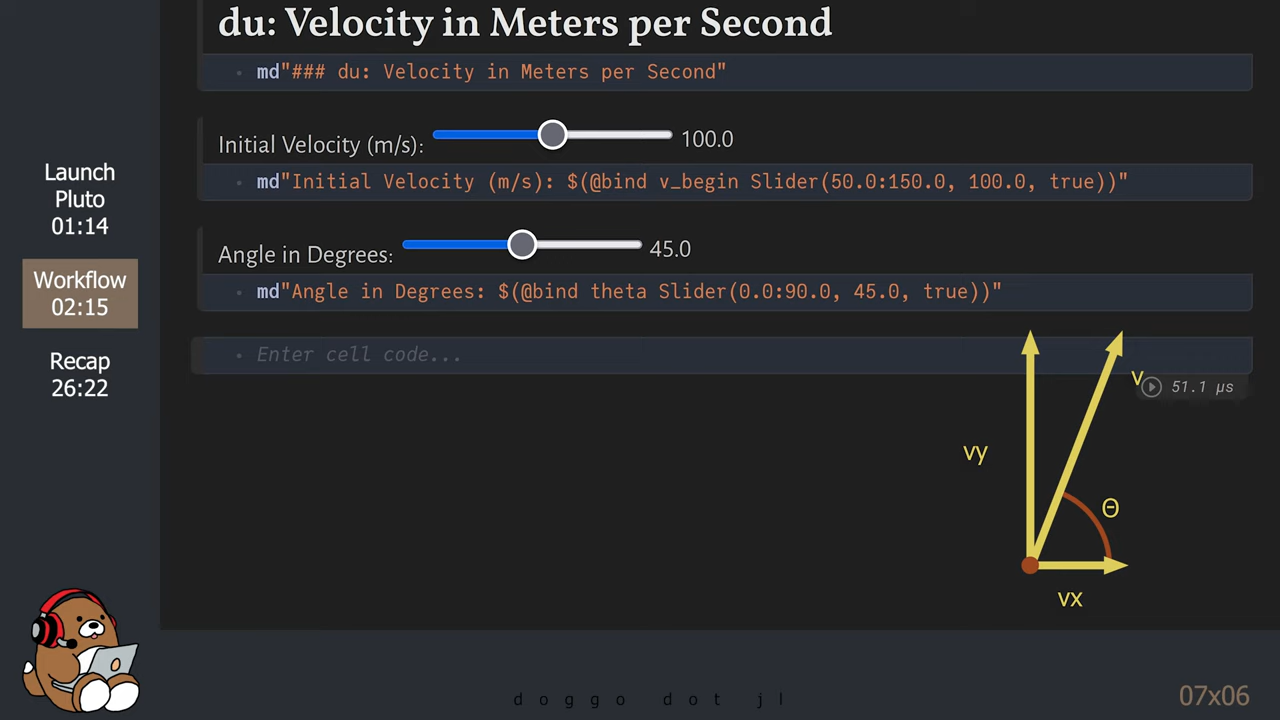 du: Velocity in Meters per Second
md"### du: Velocity in Meters per Second"
Initial Velocity (m/s): 100.0
md"Initial Velocity (m/s): $(@bind v_begin Slider(50.0:150.0, 100.0, true))"
Angle in Degrees: 45.0
md"Angle in Degrees: $(@bind theta Slider(0.0:90.0, 45.0, true))"
Enter cell code...
51.1 μs
v
vy
Θ
vx
Launch
Pluto
01:14
Workflow
02:15
Recap
26:22
doggo dot jl
07x06